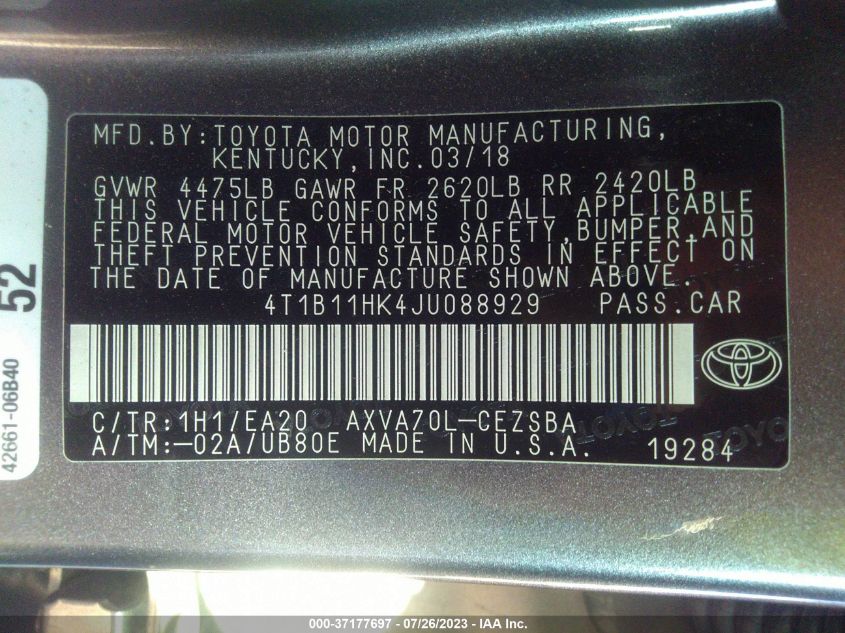 MFD.BY:TOYOTA MOTOR MANUFACTURING,
KENTUCKY,INC.03/18
GVWR 4475LB GAWR FR 2620LB RR 2420LB
THIS VEHICLE CONFORMS TO ALL APPLICABLE
FEDERAL MOTOR VEHICLE SAFETY,BUMPER,AND
THEFT PREVENTION STANDARDS IN EFFECT ON
THE DATE OF MANUFACTURE SHOWN ABOVE.
4T1B11HK4JU088929 PASS.CAR
C/TR:1H1/EA20 AXVA70L-CEZSBA
A/TM:-02A/UB80E MADE IN U.S.A. 19284
TOYOTA
TOYOTA
52
42661-06B40
000-37177697 - 07/26/2023 - IAA Inc.